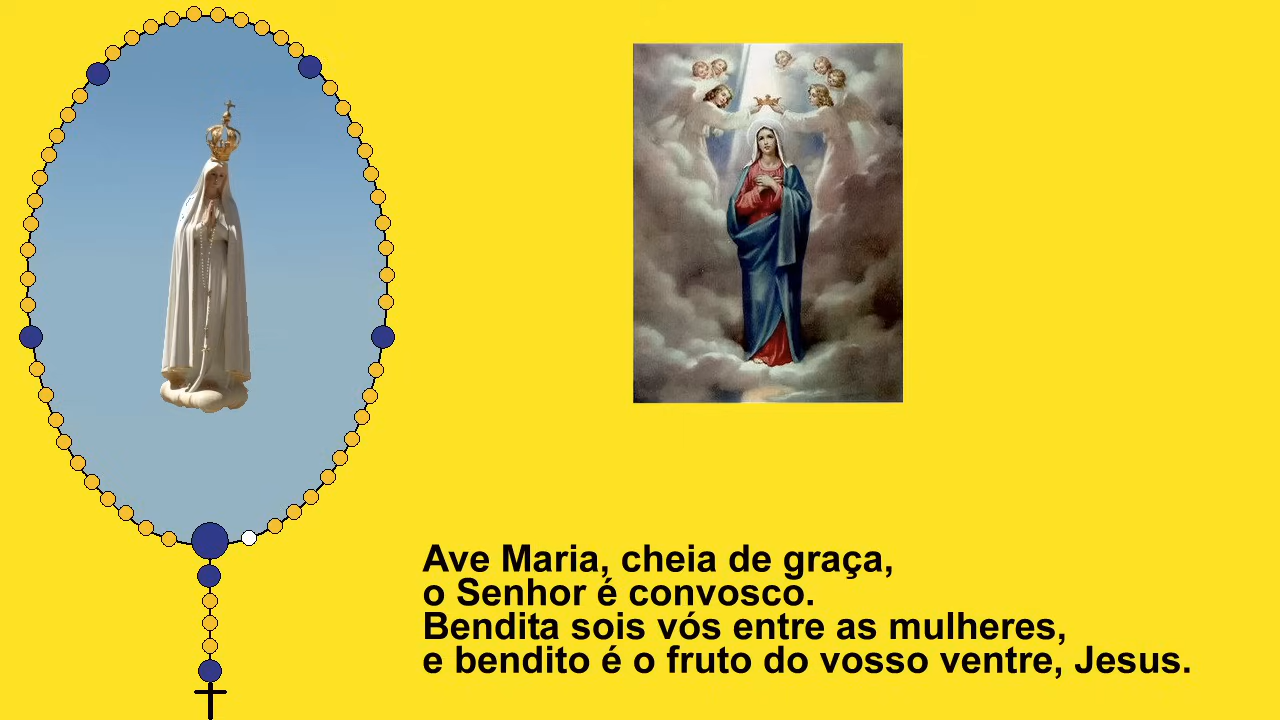 Ave Maria, cheia de graça,
o Senhor é convosco.
Bendita sois vós entre as mulheres,
e bendito é o fruto do vosso ventre, Jesus.